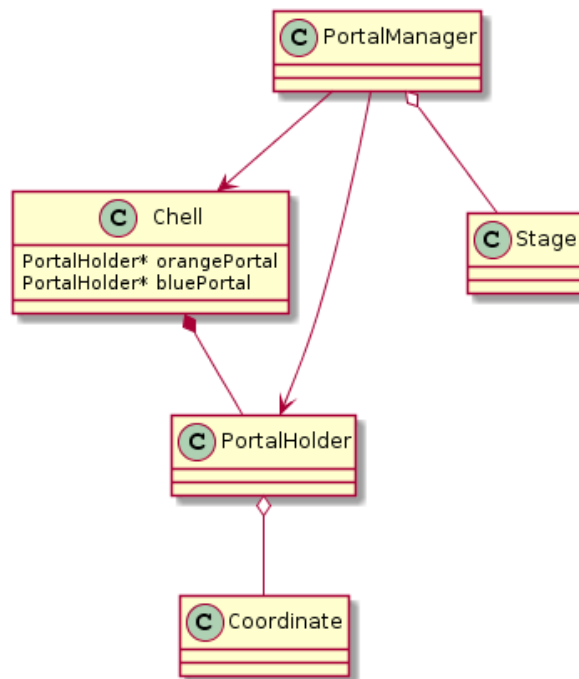 C PortalManager
C Chell
PortalHolder* orangePortal
PortalHolder* bluePortal
C Stage
C PortalHolder
C Coordinate